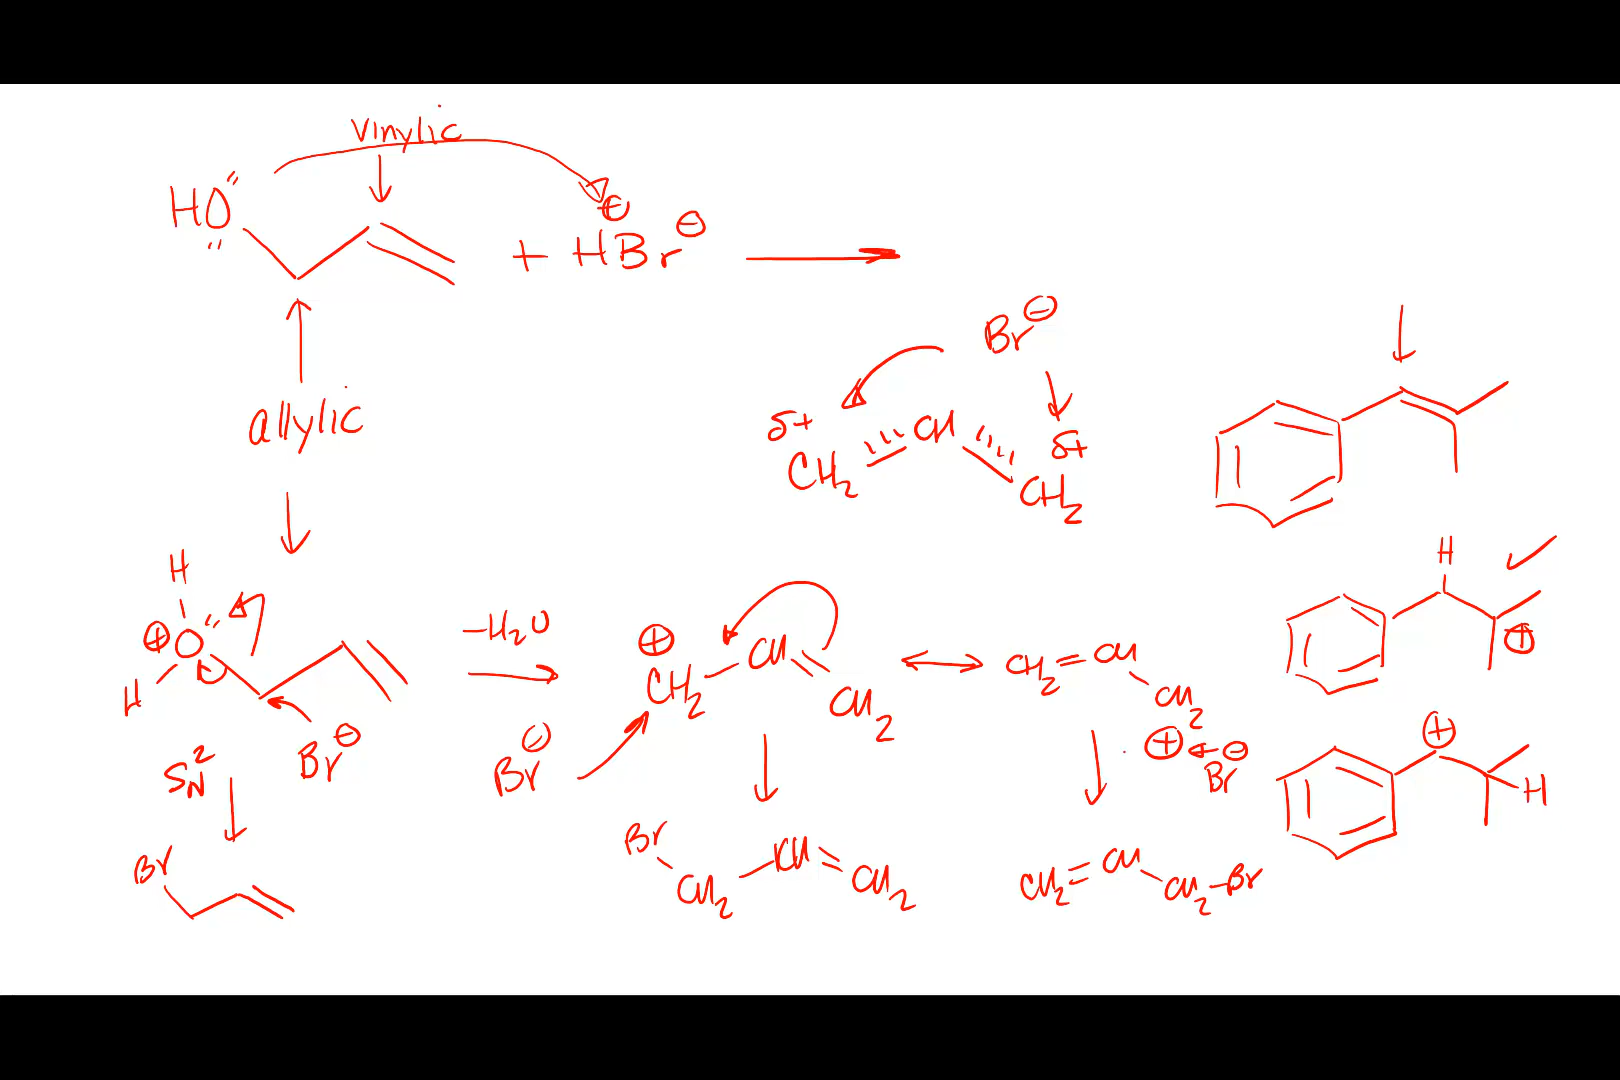 vinylic
HO + HBr
⊕ ⊖
allylic
Br⊖
δ+ δ+
CH2 CH CH2
H
⊕ O
H
Br⊖
SN2
Br
-H2O
Br⊖
⊕
CH2 - CH = CH2
CH2 = CH - CH2
⊕ ⊖
Br
Br
CH2 - CH = CH2
CH2 = CH - CH2 - Br
H
⊕
⊕
H